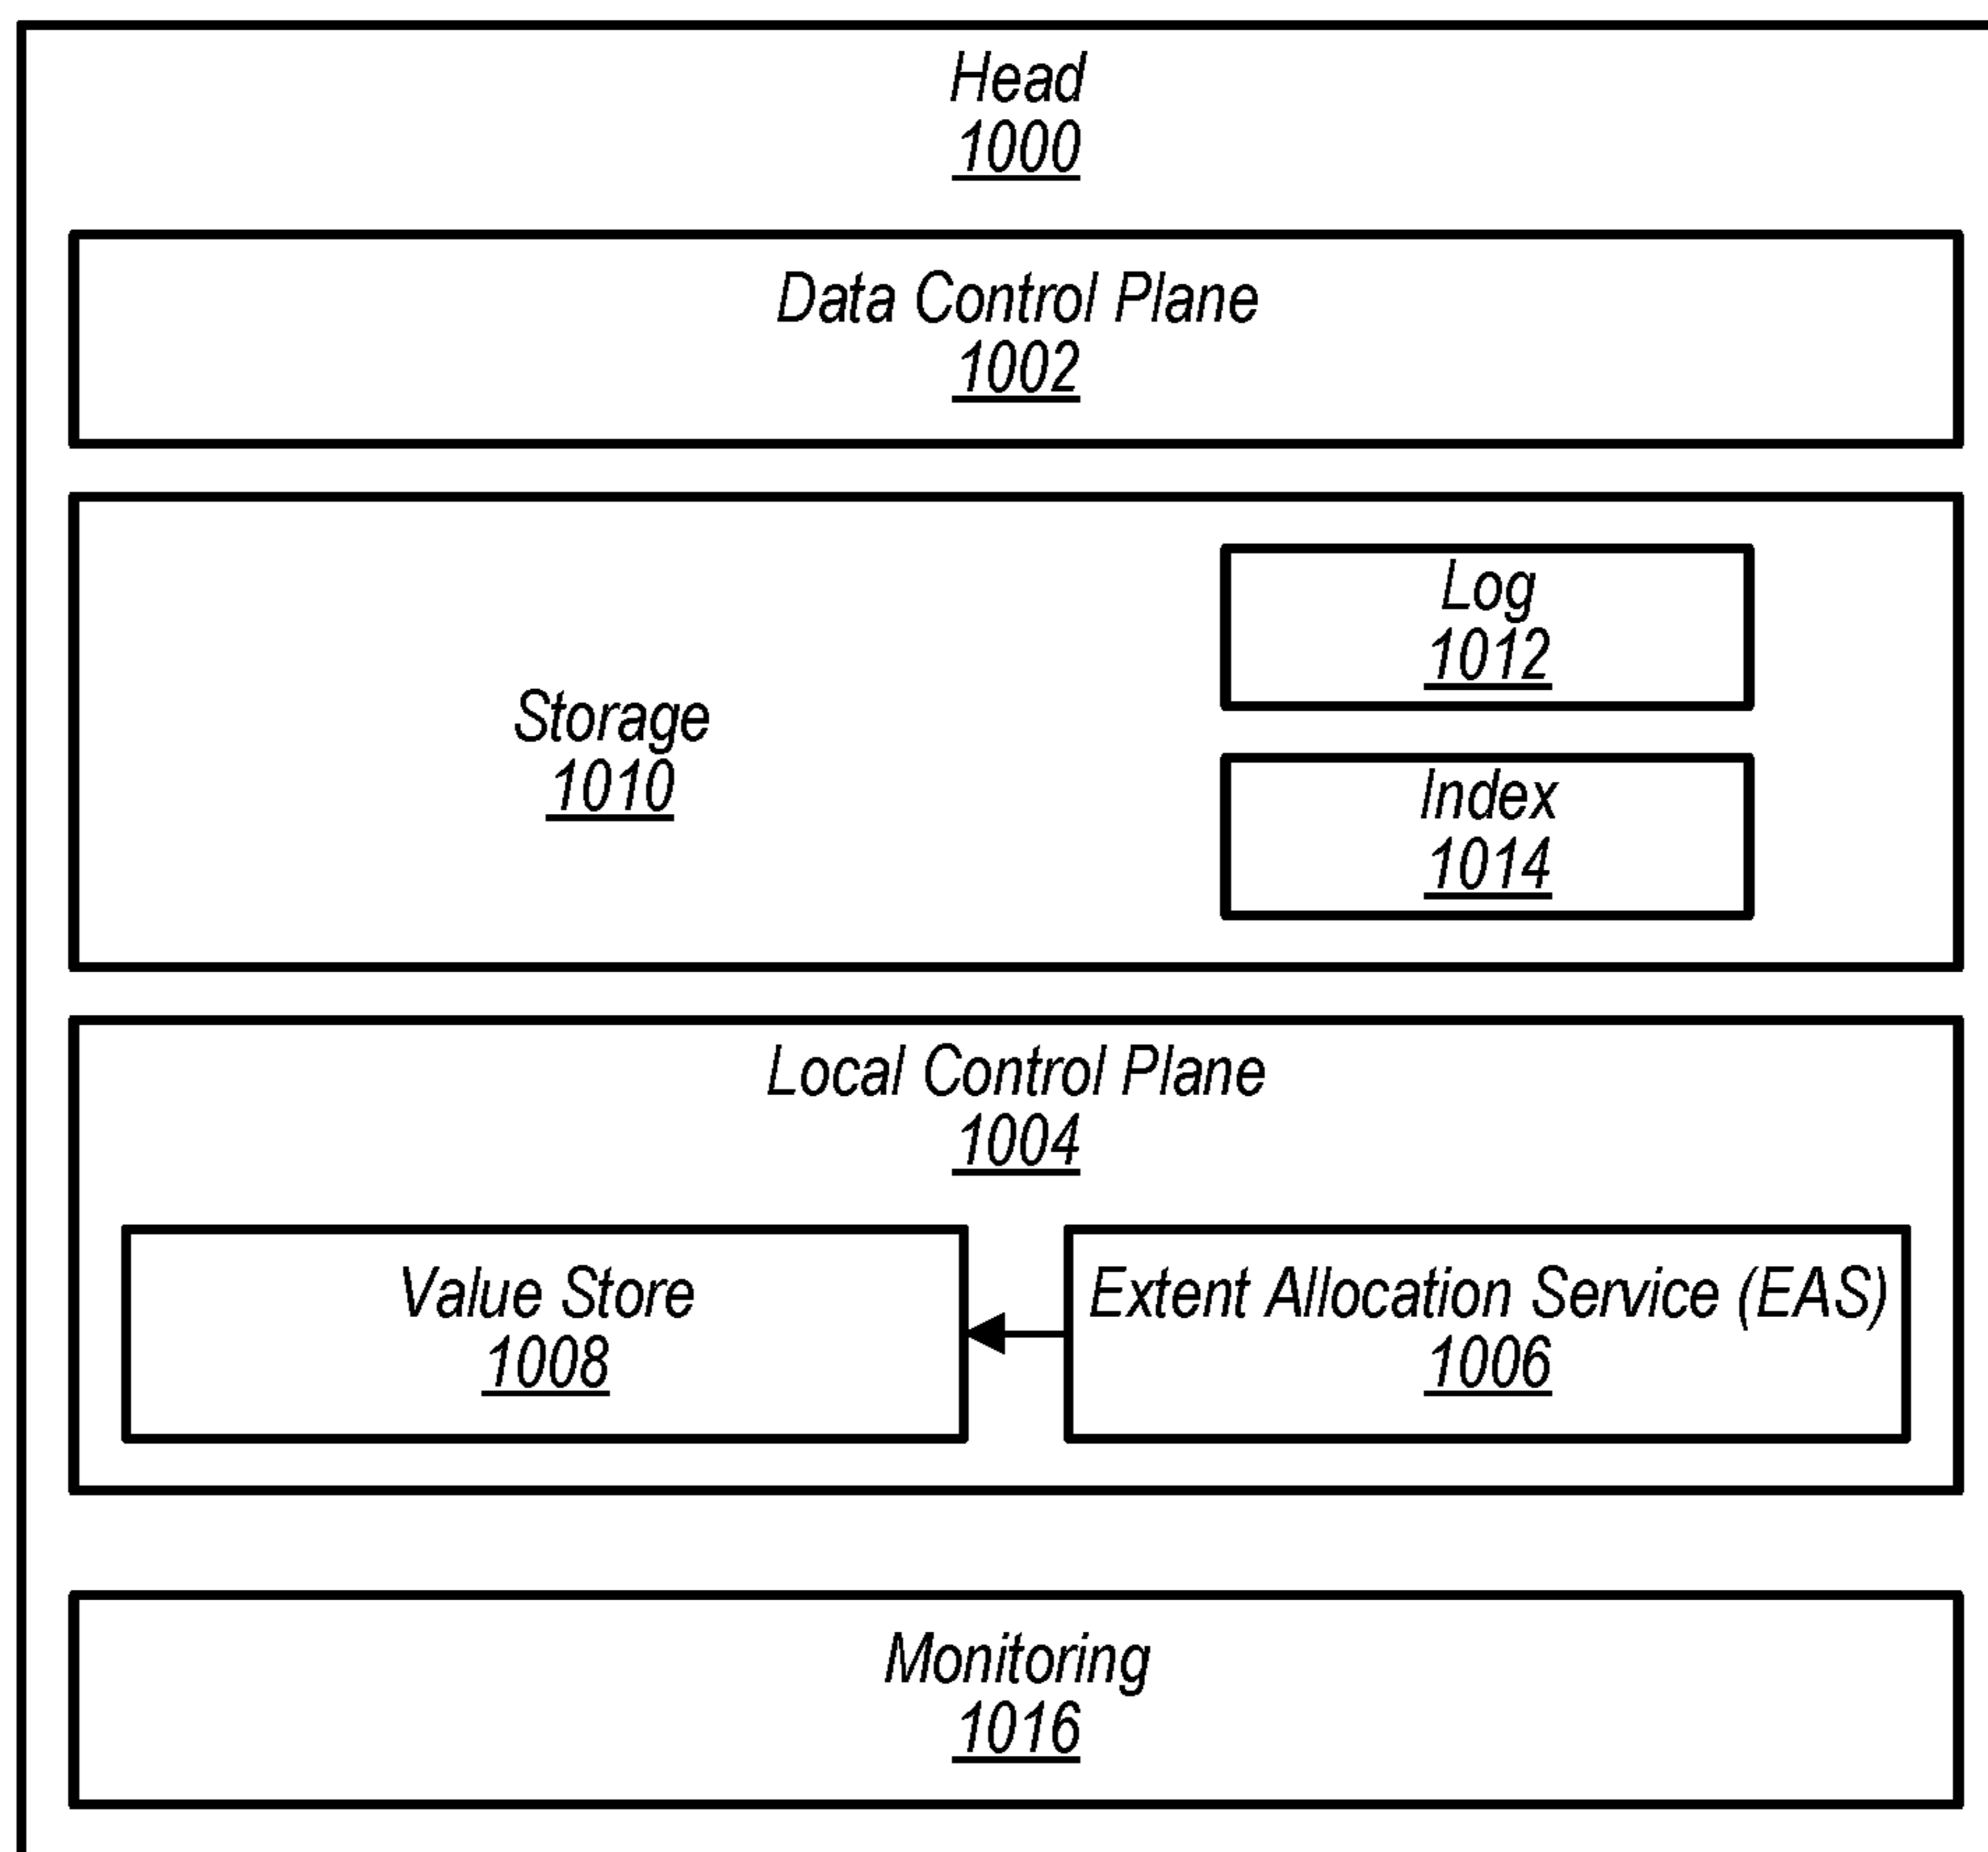 Head
1000
Data Control Plane
1002
Storage
1010
Log
1012
Index
1014
Local Control Plane
1004
Value Store
1008
Extent Allocation Service (EAS)
1006
Monitoring
1016